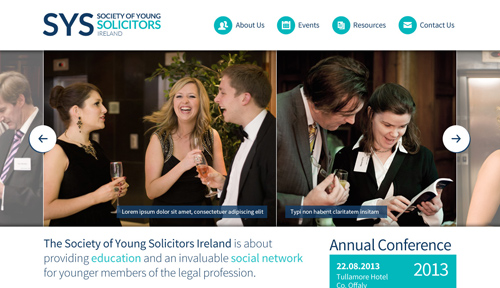 SYS SOCIETY OF YOUNG
SOLICITORS
IRELAND
About Us
Events
Resources
Contact Us
Lorem ipsum dolor sit amet, consectetuer adipiscing elit
Typi non habent claritatem insitam
The Society of Young Solicitors Ireland is about
providing education and an invaluable social network
for younger members of the legal profession.
Annual Conference
22.08.2013
2013
Tullamore Hotel
Co. Offaly